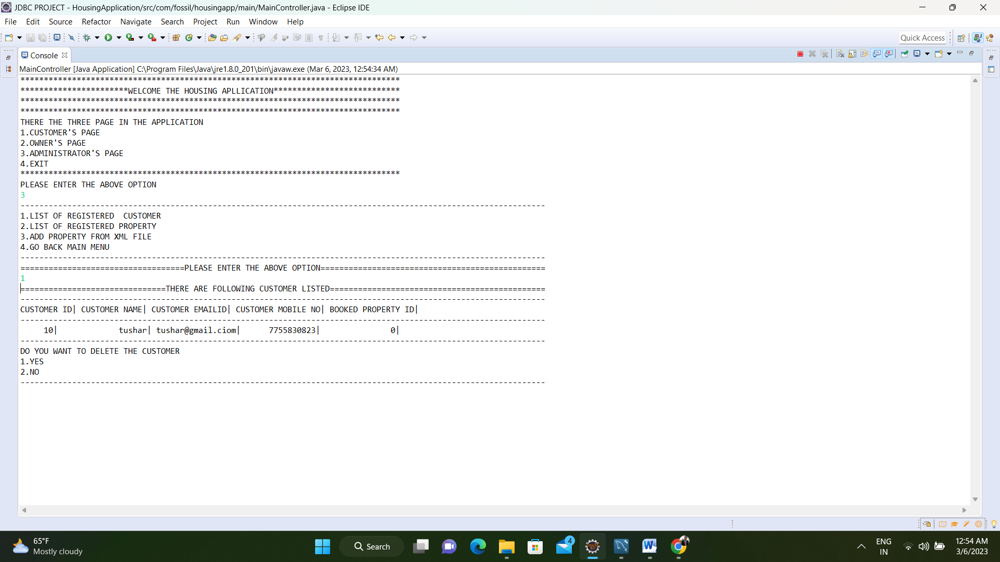 JDBC PROJECT - HousingApplication/src/com/fossil/housingapp/main/MainController.java - Eclipse IDE
File Edit Source Refactor Navigate Search Project Run Window Help
Quick Access
Console
MainController [Java Application] C:\Program Files\Java\jre1.8.0_201\bin\javaw.exe (Mar 6, 2023, 12:54:34 AM)
*********************************************************************************
***********************WELCOME THE HOUSING APLLICATION***************************
*********************************************************************************
*********************************************************************************
THERE THE THREE PAGE IN THE APPLICATION
1.CUSTOMER'S PAGE
2.OWNER'S PAGE
3.ADMINISTRATOR'S PAGE
4.EXIT
*********************************************************************************
PLEASE ENTER THE ABOVE OPTION
3
----------------------------------------------------------------------------------------------------------------
1.LIST OF REGISTERED  CUSTOMER
2.LIST OF REGISTERED PROPERTY
3.ADD PROPERTY FROM XML FILE
4.GO BACK MAIN MENU
----------------------------------------------------------------------------------------------------------------
===================================PLEASE ENTER THE ABOVE OPTION================================================
1
===============================THERE ARE FOLLOWING CUSTOMER LISTED==============================================
----------------------------------------------------------------------------------------------------------------
CUSTOMER ID| CUSTOMER NAME| CUSTOMER EMAILID| CUSTOMER MOBILE NO| BOOKED PROPERTY ID|
----------------------------------------------------------------------------------------------------------------
     10|             tushar| tushar@gmail.ciom|      7755830823|               0|
----------------------------------------------------------------------------------------------------------------
DO YOU WANT TO DELETE THE CUSTOMER
1.YES
2.NO
----------------------------------------------------------------------------------------------------------------
65°F
Mostly cloudy
Search
4
ENG
IN
12:54 AM
3/6/2023